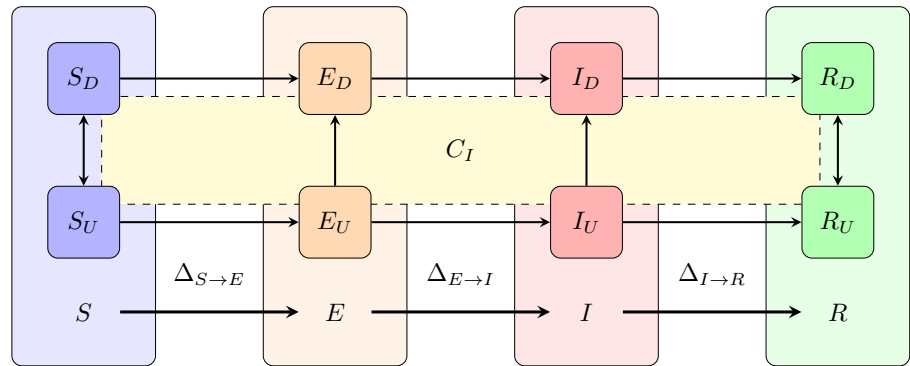 S_D E_D I_D R_D
C_I
S_U E_U I_U R_U
Δ_{S→E} Δ_{E→I} Δ_{I→R}
S E I R